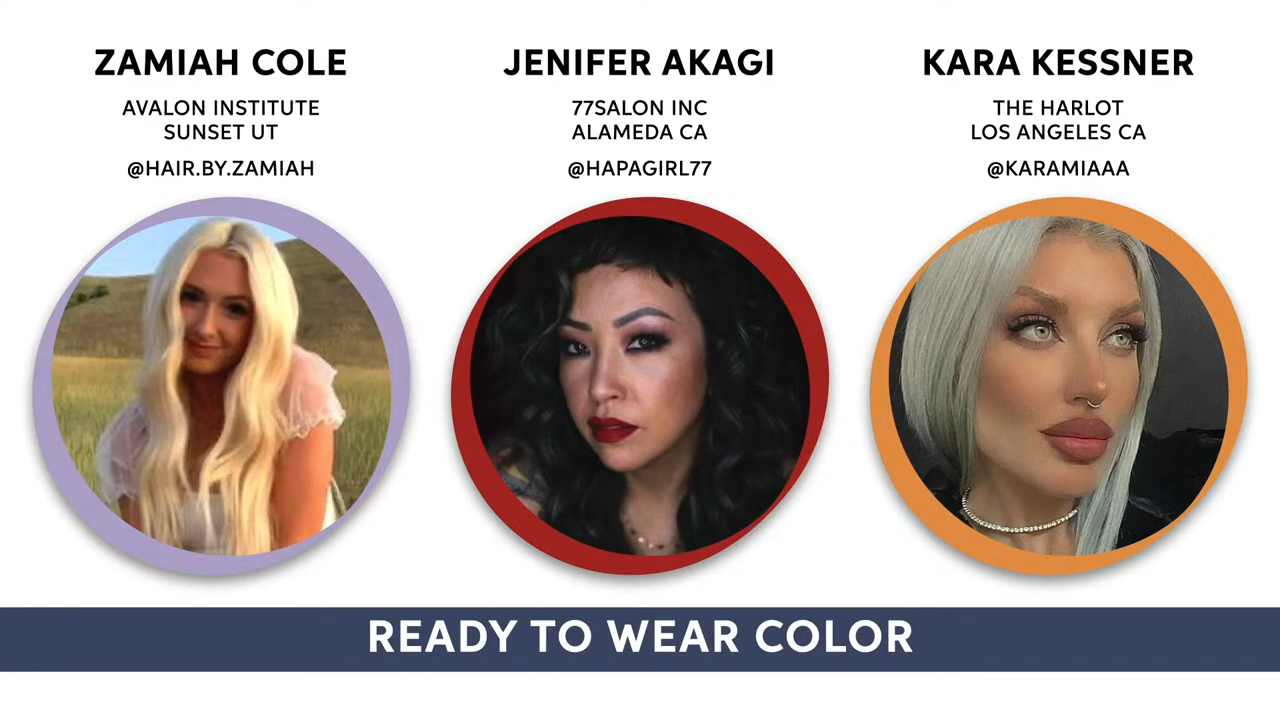 ZAMIAH COLE
AVALON INSTITUTE
SUNSET UT
@HAIR.BY.ZAMIAH
JENIFER AKAGI
77SALON INC
ALAMEDA CA
@HAPAGIRL77
KARA KESSNER
THE HARLOT
LOS ANGELES CA
@KARAMIAAA
READY TO WEAR COLOR